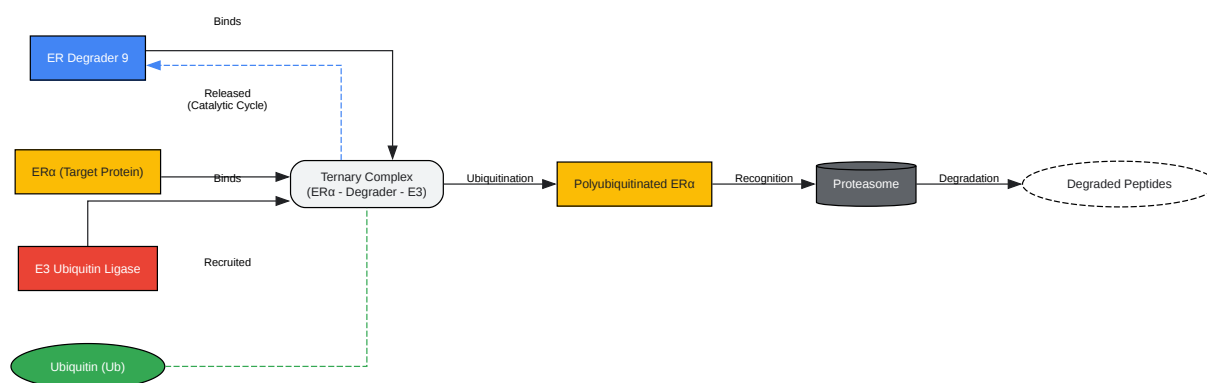 Binds
ER Degrader 9
Released
(Catalytic Cycle)
ERα (Target Protein)
Binds
Ternary Complex
(ERα - Degrader - E3)
Ubiquitination
Polyubiquitinated ERα
Recognition
Proteasome
Degradation
Degraded Peptides
E3 Ubiquitin Ligase
Recruited
Ubiquitin (Ub)